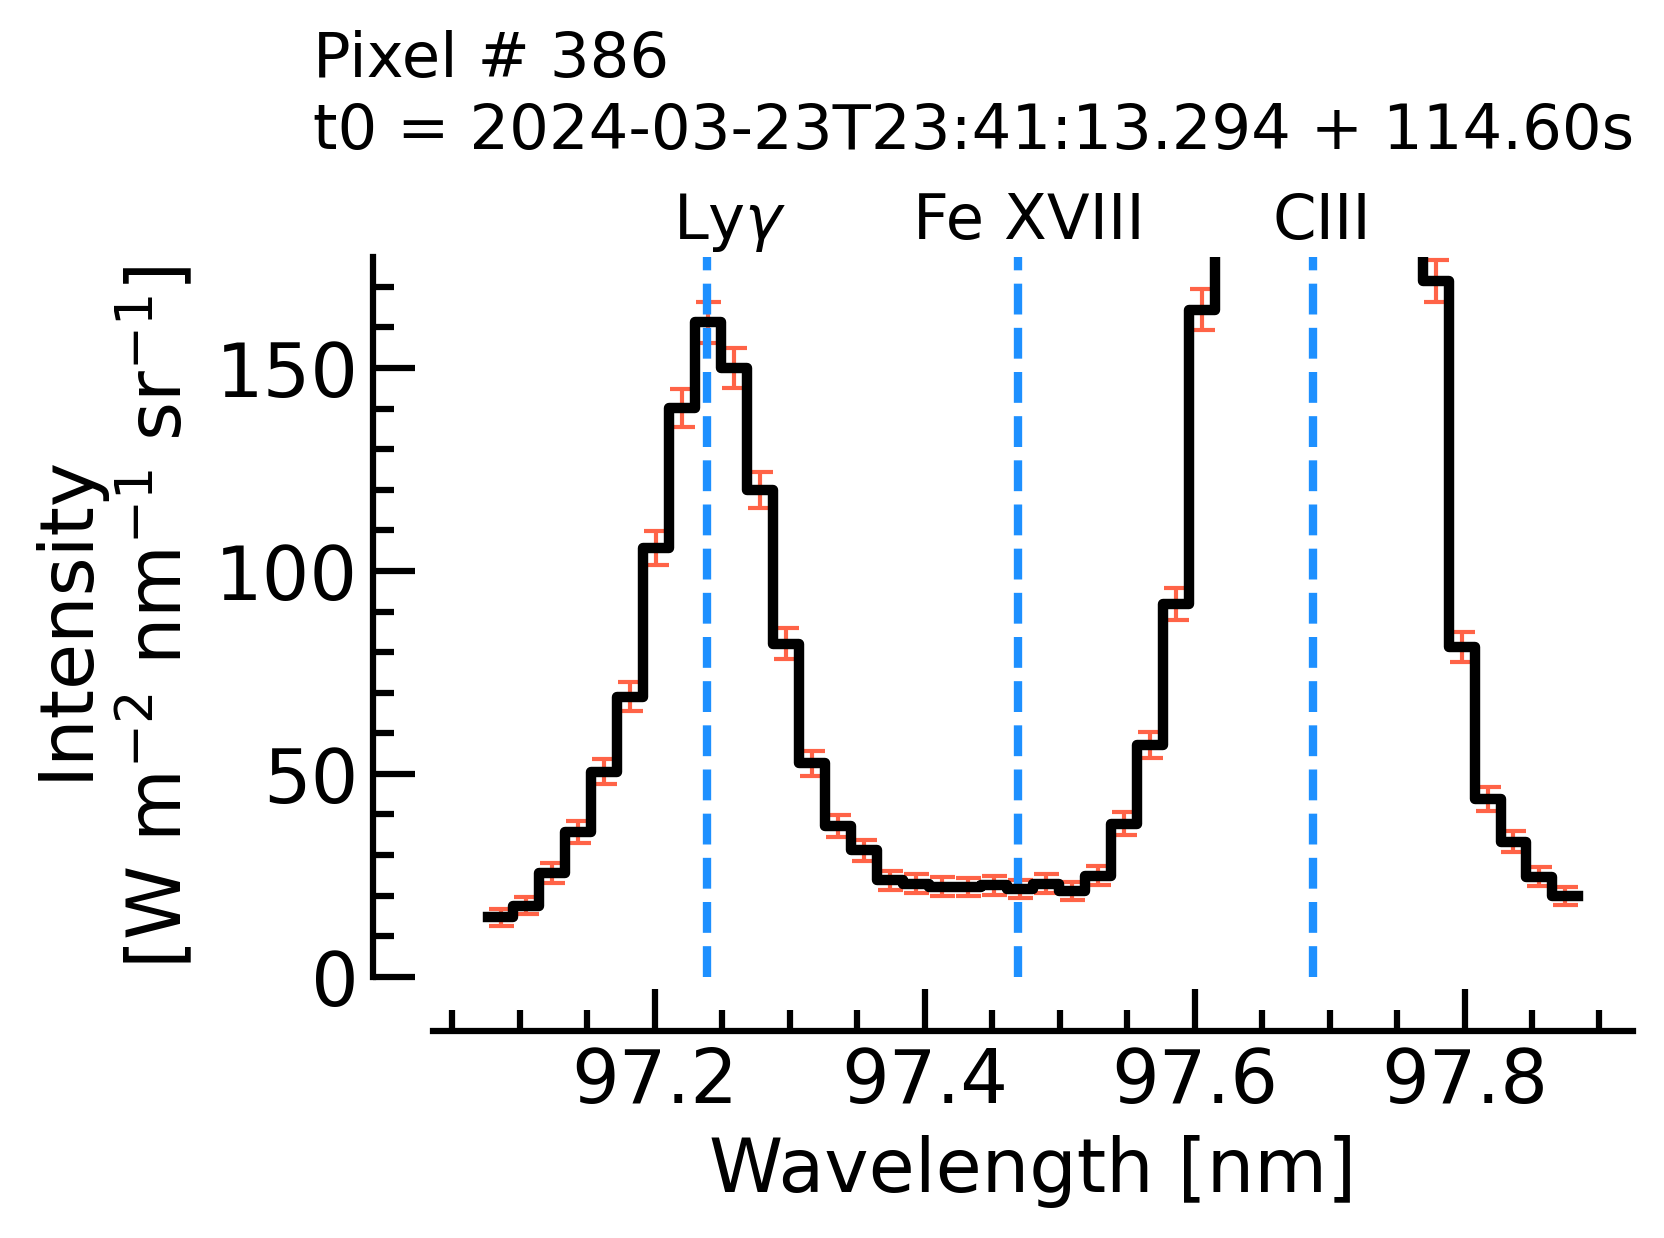 Pixel # 386
t0 = 2024-03-23T23:41:13.294 + 114.60s
Lyγ Fe XVIII CIII
Intensity
[W m⁻² nm⁻¹ sr⁻¹]
150
100
50
0
97.2 97.4 97.6 97.8
Wavelength [nm]